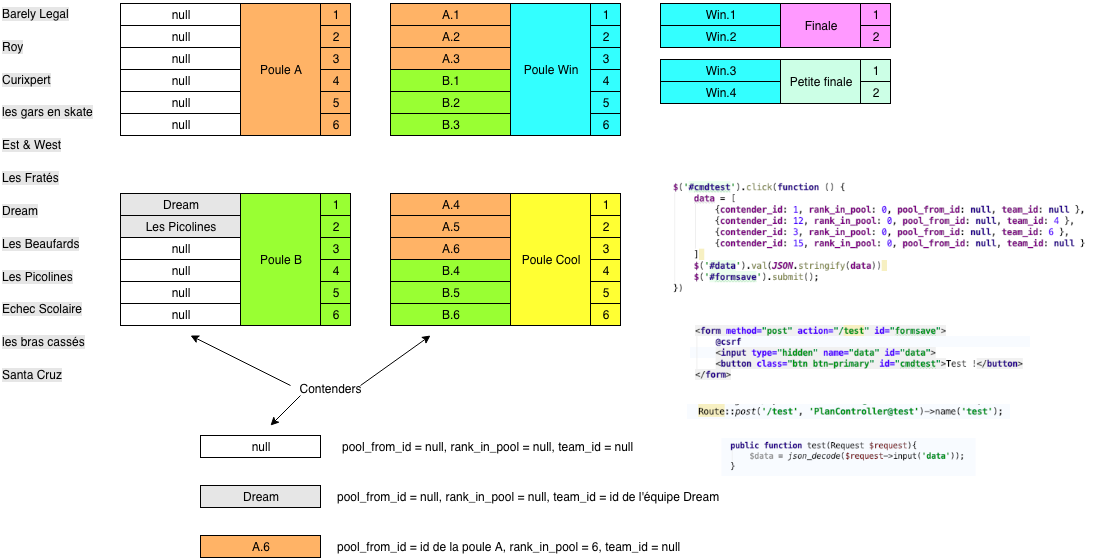 Barely Legal
Roy
Curixpert
les gars en skate
Est & West
Les Fratés
Dream
Les Beaufards
Les Picolines
Echec Scolaire
les bras cassés
Santa Cruz
null 1
null 2
null 3
Poule A
null 4
null 5
null 6
A.1 1
A.2 2
A.3 3
Poule Win
B.1 4
B.2 5
B.3 6
Win.1 1
Finale
Win.2 2
Win.3 1
Petite finale
Win.4 2
Dream 1
Les Picolines 2
null 3
Poule B
null 4
null 5
null 6
A.4 1
A.5 2
A.6 3
Poule Cool
B.4 4
B.5 5
B.6 6
$('#cmdtest').click(function () {
data = [
{contender_id: 1, rank_in_pool: 0, pool_from_id: null, team_id: null },
{contender_id: 12, rank_in_pool: 0, pool_from_id: null, team_id: 4 },
{contender_id: 3, rank_in_pool: 0, pool_from_id: null, team_id: 6 },
{contender_id: 15, rank_in_pool: 0, pool_from_id: null, team_id: null }
]
$('#data').val(JSON.stringify(data))
$('#formsave').submit();
})
<form method="post" action="/test" id="formsave">
@csrf
<input type="hidden" name="data" id="data">
<button class="btn btn-primary" id="cmdtest">Test !</button>
</form>
Route::post('/test', 'PlanController@test')->name('test');
public function test(Request $request){
$data = json_decode($request->input('data'));
}
Contenders
null pool_from_id = null, rank_in_pool = null, team_id = null
Dream pool_from_id = null, rank_in_pool = null, team_id = id de l'équipe Dream
A.6 pool_from_id = id de la poule A, rank_in_pool = 6, team_id = null